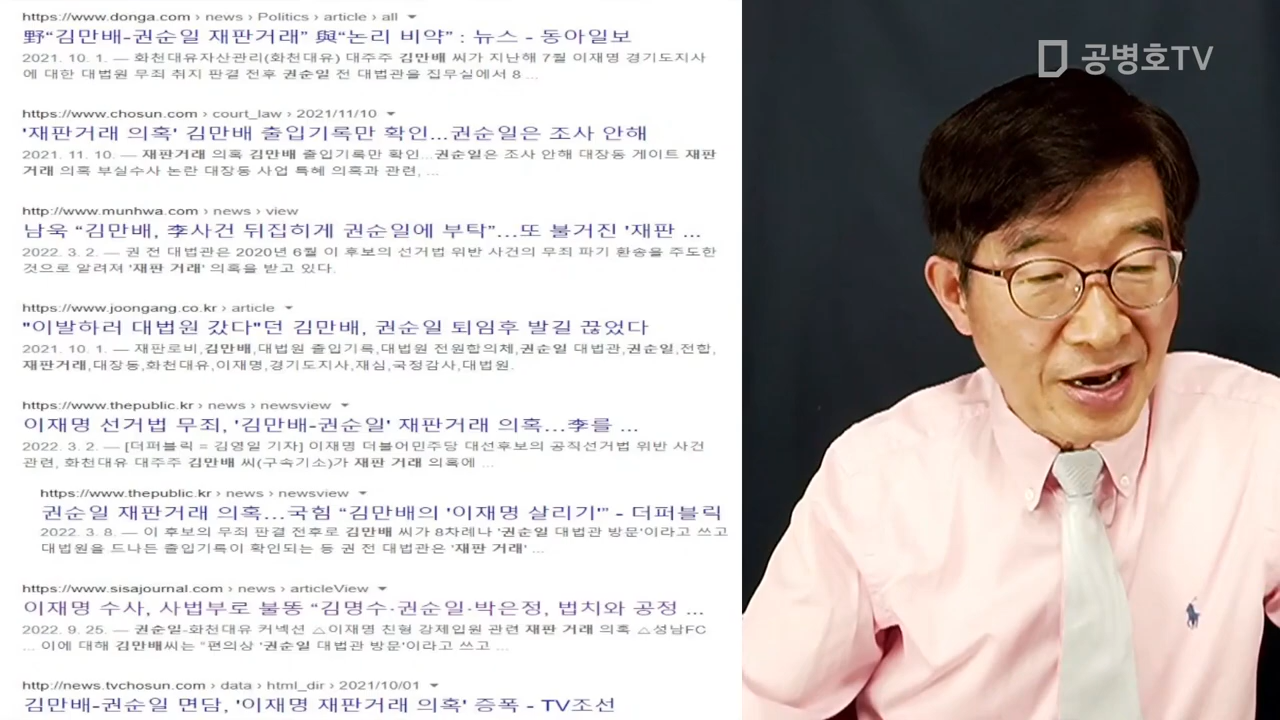 https://www.donga.com › news › Politics › article › all
野“김만배-권순일 재판거래” 與“논리 비약” : 뉴스 - 동아일보
2021. 10. 1. — 화천대유자산관리(화천대유) 대주주 김만배 씨가 지난해 7월 이재명 경기도지사
에 대한 대법원 무죄 취지 판결 전후 권순일 전 대법관을 집무실에서 8 ...
https://www.chosun.com › court_law › 2021/11/10
'재판거래 의혹' 김만배 출입기록만 확인...권순일은 조사 안해
2021. 11. 10. — 재판거래 의혹 김만배 출입기록만 확인...권순일은 조사 안해 대장동 게이트 재판
거래 의혹 부실수사 논란 대장동 사업 특혜 의혹과 관련, ...
http://www.munhwa.com › news › view
남욱 “김만배, 李사건 뒤집히게 권순일에 부탁”...또 불거진 '재판 ...
2022. 3. 2. — 권 전 대법관은 2020년 6월 이 후보의 선거법 위반 사건의 무죄 파기 환송을 주도한
것으로 알려져 '재판 거래' 의혹을 받고 있다.
https://www.joongang.co.kr › article
"이발하러 대법원 갔다"던 김만배, 권순일 퇴임후 발길 끊었다
2021. 10. 1. — 재판로비,김만배,대법원 출입기록,대법원 전원합의체,권순일 대법관,권순일,전합,
재판거래,대장동,화천대유,이재명,경기도지사,재심,국정감사,대법원.
https://www.thepublic.kr › news › newsview
이재명 선거법 무죄, '김만배-권순일' 재판거래 의혹...李를 ...
2022. 3. 2. — [더퍼블릭 = 김영일 기자] 이재명 더불어민주당 대선후보의 공직선거법 위반 사건
관련, 화천대유 대주주 김만배 씨(구속기소)가 재판 거래 의혹에 ...
https://www.thepublic.kr › news › newsview
권순일 재판거래 의혹...국힘 “김만배의 '이재명 살리기'” - 더퍼블릭
2022. 3. 8. — 이 후보의 무죄 판결 전후로 김만배 씨가 8차례나 '권순일 대법관 방문'이라고 쓰고
대법원을 드나든 출입기록이 확인되는 등 권 전 대법관은 '재판 거래' ...
https://www.sisajournal.com › news › articleView
이재명 수사, 사법부로 불똥 “김명수·권순일·박은정, 법치와 공정 ...
2022. 9. 25. — 권순일-화천대유 커넥션 △이재명 친형 강제입원 관련 재판 거래 의혹 △성남FC
... 이에 대해 김만배씨는 “편의상 '권순일 대법관 방문'이라고 쓰고 ...
http://news.tvchosun.com › data › html_dir › 2021/10/01
김만배-권순일 면담, '이재명 재판거래 의혹' 증폭 - TV조선
공병호TV